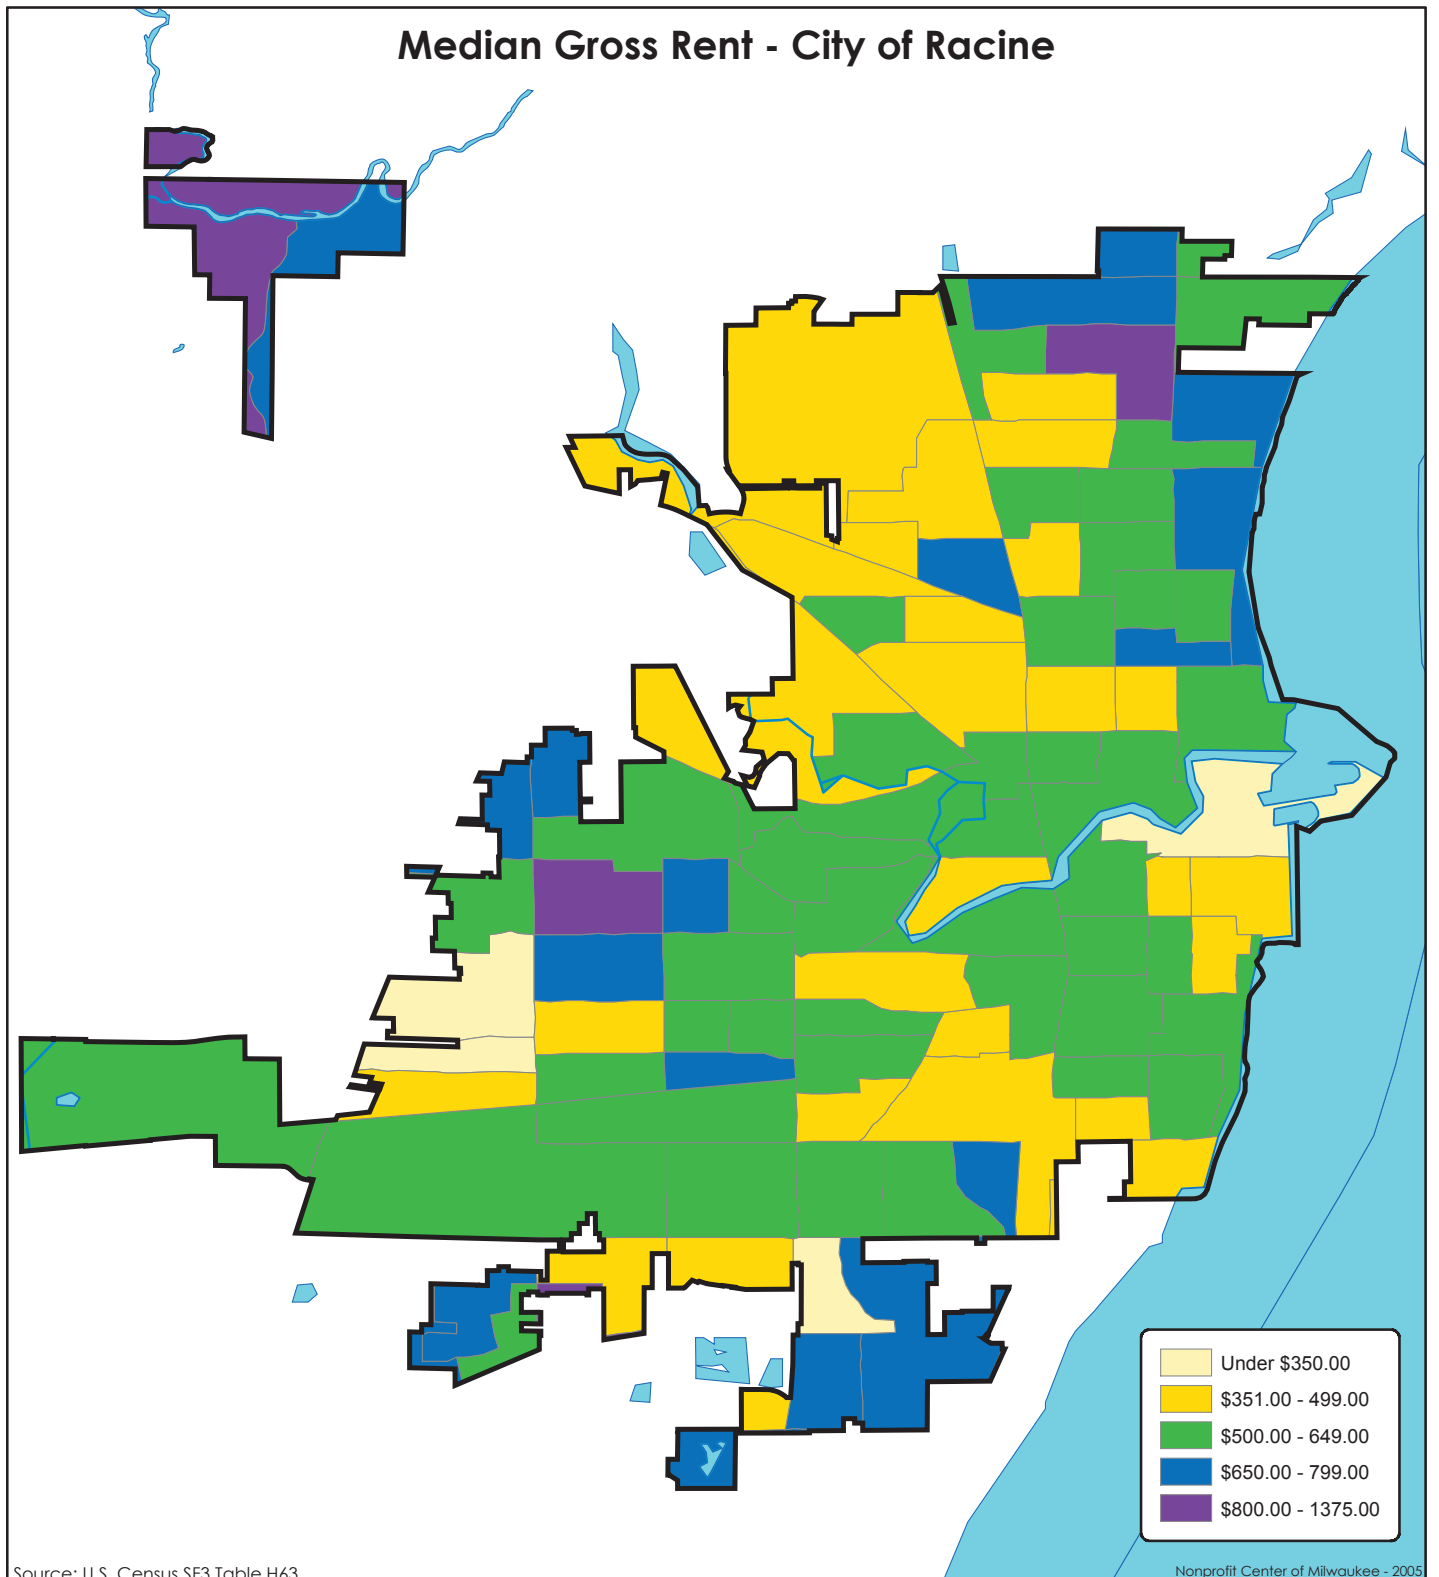 Median Gross Rent - City of Racine
Under $350.00
$351.00 - 499.00
$500.00 - 649.00
$650.00 - 799.00
$800.00 - 1375.00
Source: U.S. Census SF3 Table H63
Nonprofit Center of Milwaukee - 2005